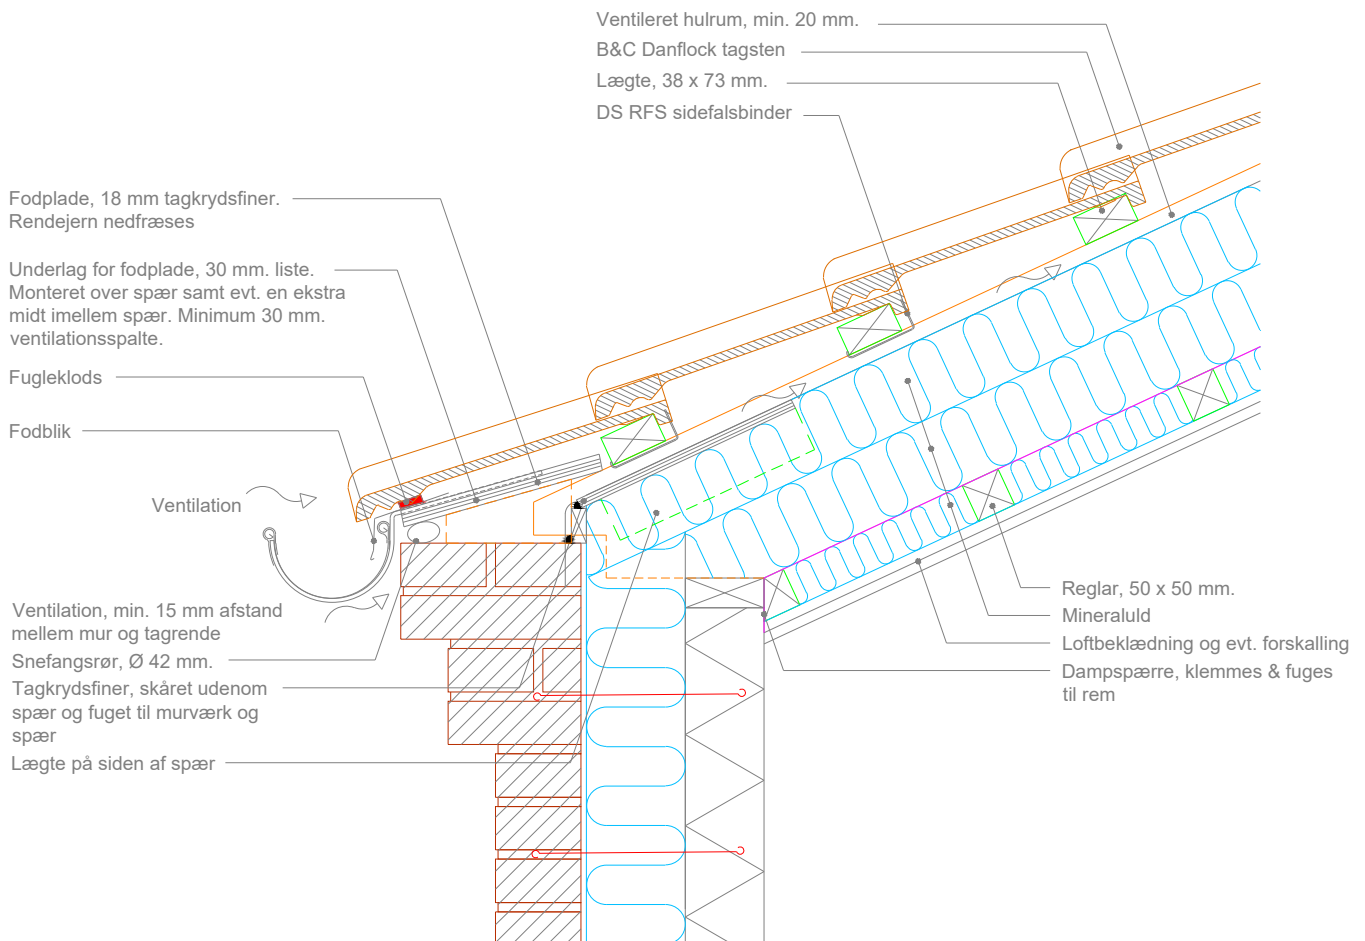 Ventileret hulrum, min. 20 mm.
B&C Danflock tagsten
Lægte, 38 x 73 mm.
DS RFS sidefalsbinder
Fodplade, 18 mm tagkrydsfiner.
Rendejern nedfræses
Underlag for fodplade, 30 mm. liste.
Monteret over spær samt evt. en ekstra
midt imellem spær. Minimum 30 mm.
ventilationsspalte.
Fugleklods
Fodblik
Ventilation
Ventilation, min. 15 mm afstand
mellem mur og tagrende
Snefangsrør, Ø 42 mm.
Tagkrydsfiner, skåret udenom
spær og fuget til murværk og
spær
Lægte på siden af spær
Reglar, 50 x 50 mm.
Mineraluld
Loftbeklædning og evt. forskalling
Dampspærre, klemmes & fuges
til rem